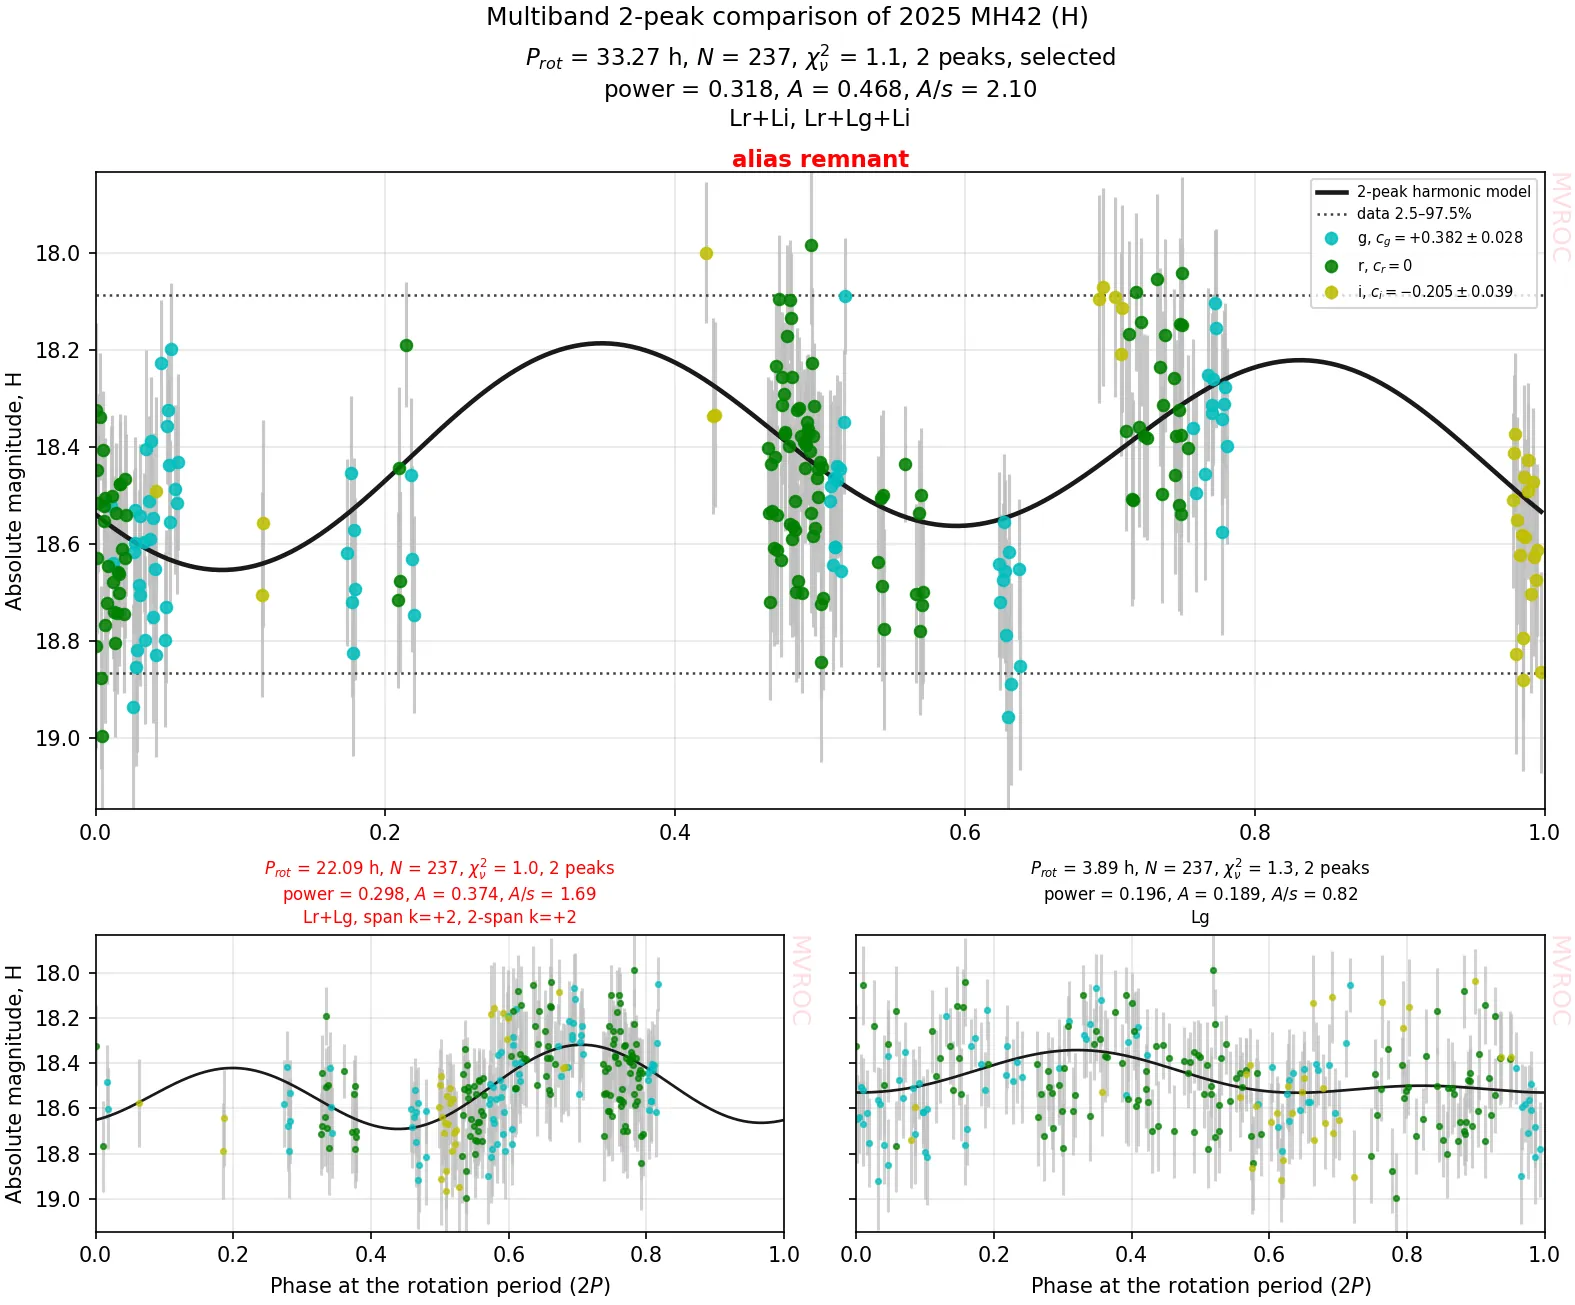 Multiband 2-peak comparison of 2025 MH42 (H)
P_rot = 33.27 h, N = 237, χ²_ν = 1.1, 2 peaks, selected
power = 0.318, A = 0.468, A/s = 2.10
Lr+Li, Lr+Lg+Li
alias remnant
MVROC
2-peak harmonic model
data 2.5–97.5%
g, c_g = +0.382 ± 0.028
r, c_r = 0
i, c_i = −0.205 ± 0.039
Absolute magnitude, H
18.0
18.2
18.4
18.6
18.8
19.0
0.0 0.2 0.4 0.6 0.8 1.0
P_rot = 22.09 h, N = 237, χ²_ν = 1.0, 2 peaks
power = 0.298, A = 0.374, A/s = 1.69
Lr+Lg, span k=+2, 2-span k=+2
MVROC
Absolute magnitude, H
18.0
18.2
18.4
18.6
18.8
19.0
0.0 0.2 0.4 0.6 0.8 1.0
Phase at the rotation period (2P)
P_rot = 3.89 h, N = 237, χ²_ν = 1.3, 2 peaks
power = 0.196, A = 0.189, A/s = 0.82
Lg
MVROC
0.0 0.2 0.4 0.6 0.8 1.0
Phase at the rotation period (2P)